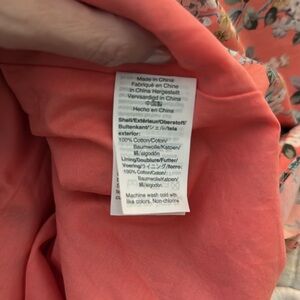 Made in China
Fabriqué en Chine
in China Hergestellt
Vervaardigd in China
中国製
Hecho en China
Shell/Extérieur/Oberstoff/
Buitenkant/シェル/tela
exterior:
100% Cotton/Coton/
Baumwolle/Katoen/
綿/algodón
Lining/Doublure/Futter/
Voering/ライニング/forro:
100% Cotton/Coton/
Baumwolle/Katoen/
綿/algodón
Machine wash cold with
like colors. Non-chlorine